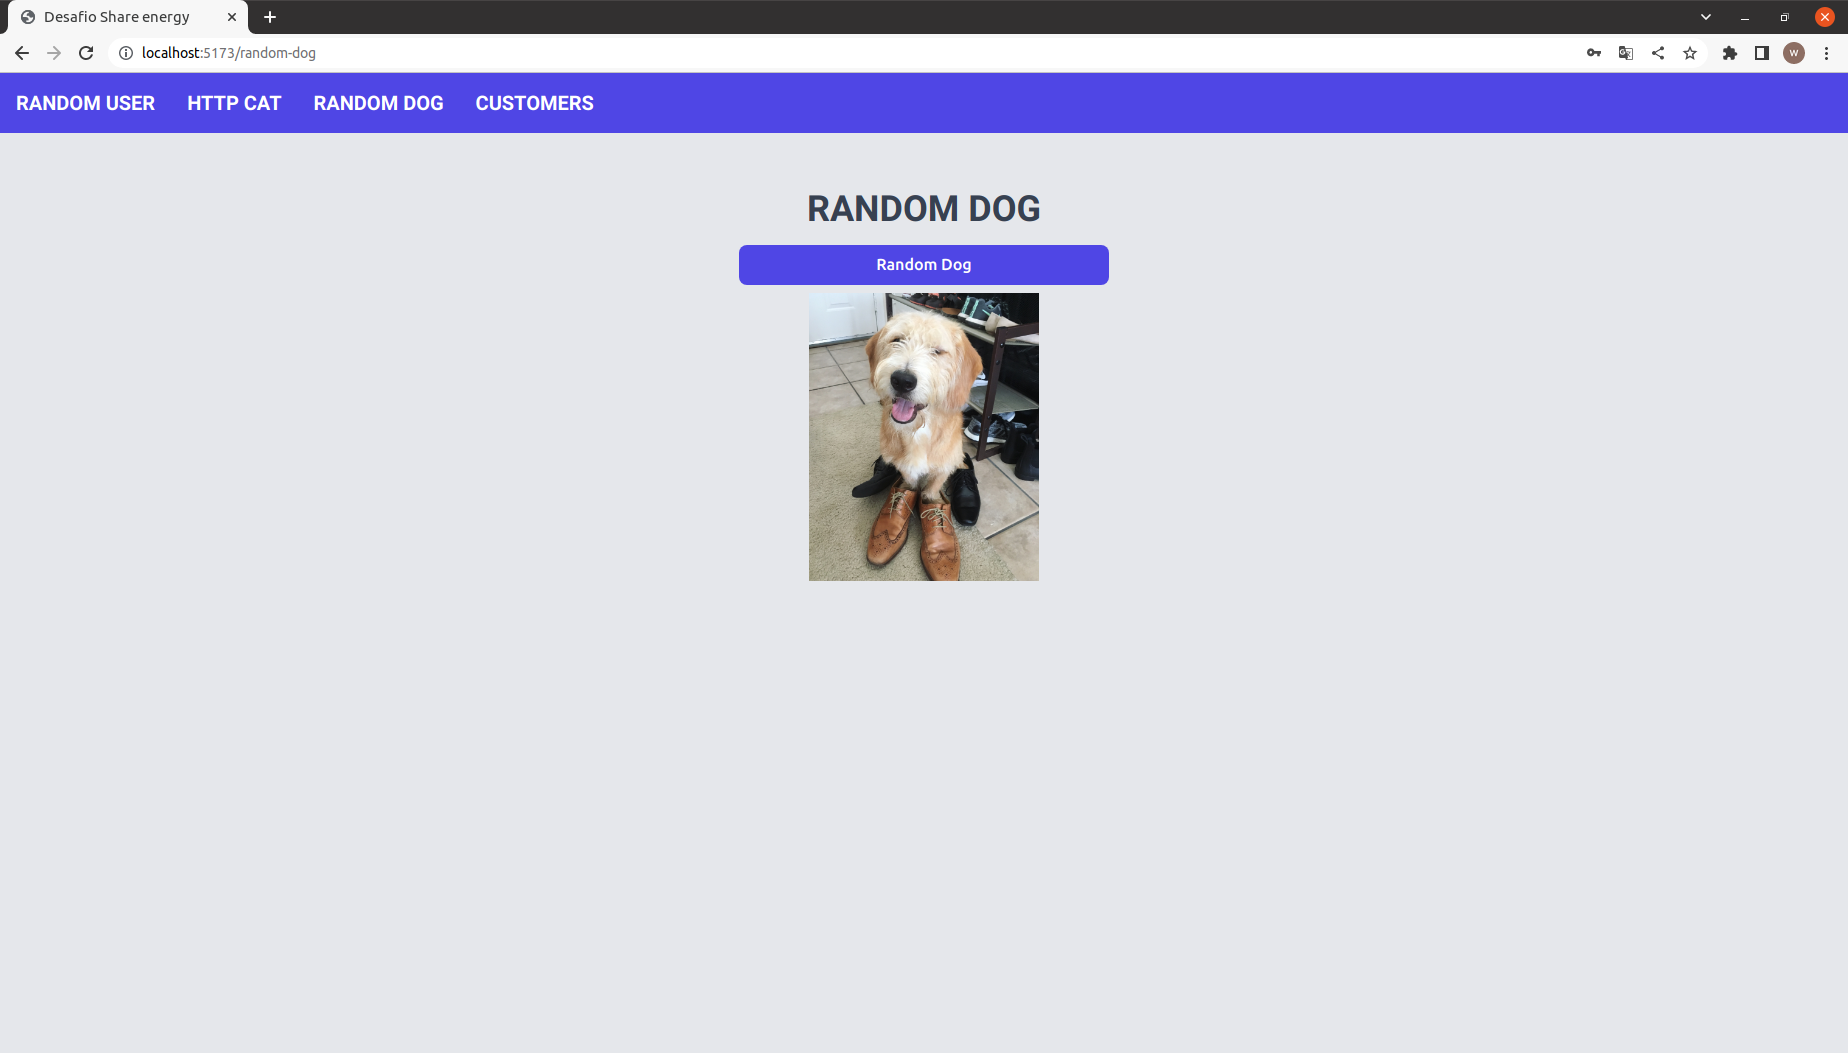 Desafio Share energy
localhost:5173/random-dog
W
RANDOM USER HTTP CAT RANDOM DOG CUSTOMERS
RANDOM DOG
Random Dog